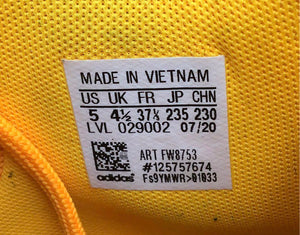 MADE IN VIETNAM
US UK FR JP CHN
5 4½ 37⅓ 235 230
LVL 029002 07/20
ART FW8753
#125757674
adidas FS9YMWR>01033